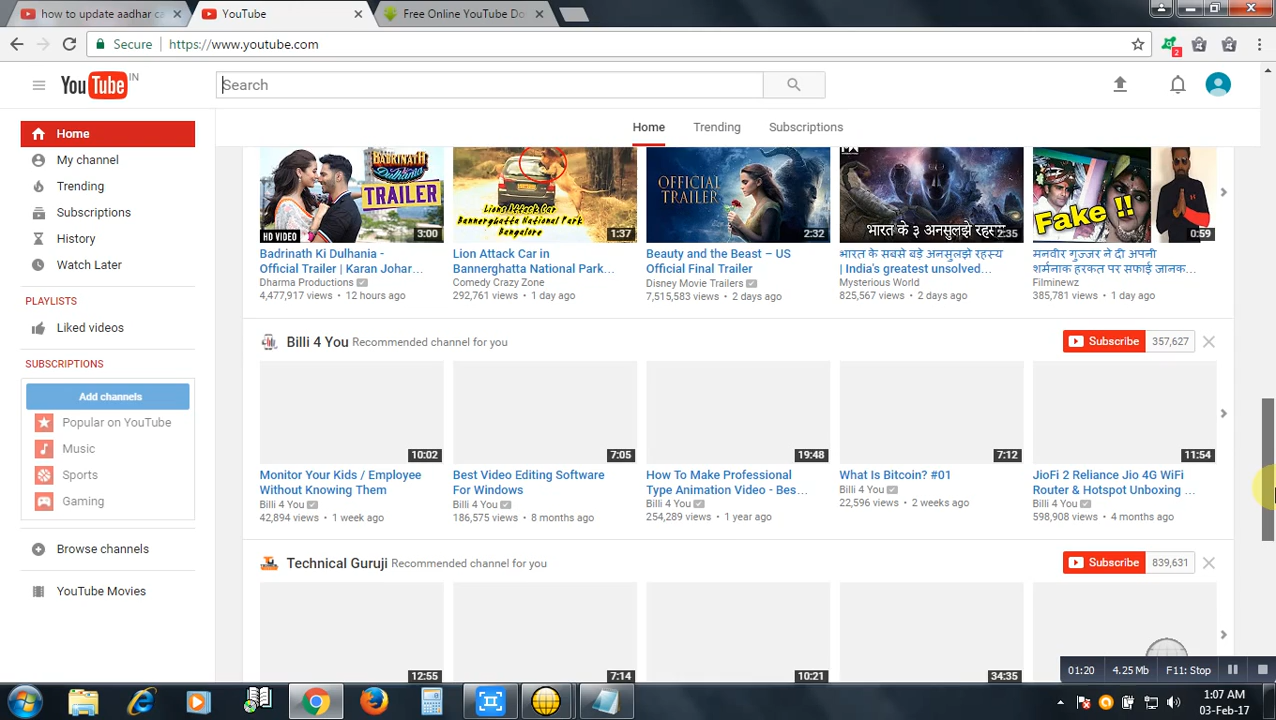 how to update aadhar ca
YouTube
Free Online YouTube Do
2
Secure
https://www.youtube.com
YouTube IN
Search
Home
Trending
Subscriptions
Home
My channel
Trending
Subscriptions
History
Watch Later
PLAYLISTS
Liked videos
SUBSCRIPTIONS
Add channels
Popular on YouTube
Music
Sports
Gaming
Browse channels
YouTube Movies
BADRINATH
Ki DULHANIA
TRAILER
HD VIDEO
3:00
Badrinath Ki Dulhania -
Official Trailer | Karan Johar...
Dharma Productions
4,477,917 views • 12 hours ago
Lions Attack Car
Bannerghatta National Park
Bangalore
1:37
Lion Attack Car in
Bannerghatta National Park...
Comedy Crazy Zone
292,761 views • 1 day ago
OFFICIAL
TRAILER
2:32
Beauty and the Beast – US
Official Final Trailer
Disney Movie Trailers
7,515,583 views • 2 days ago
भारत के ३ अनसुलझे रहस्य
2:35
भारत के सबसे बड़े अनसुलझे रहस्य
| India's greatest unsolved...
Mysterious World
825,567 views • 2 days ago
Fake !!
0:59
मनवीर गुज्जर ने दी अपनी
शर्मनाक हरकत पर सफाई जानक...
Filminewz
385,781 views • 1 day ago
Billi 4 You Recommended channel for you
Subscribe 357,627
10:02
Monitor Your Kids / Employee
Without Knowing Them
Billi 4 You
42,894 views • 1 week ago
7:05
Best Video Editing Software
For Windows
Billi 4 You
186,575 views • 8 months ago
19:48
How To Make Professional
Type Animation Video - Bes...
Billi 4 You
254,289 views • 1 year ago
7:12
What Is Bitcoin? #01
Billi 4 You
22,596 views • 2 weeks ago
11:54
JioFi 2 Reliance Jio 4G WiFi
Router & Hotspot Unboxing ...
Billi 4 You
598,908 views • 4 months ago
Technical Guruji Recommended channel for you
Subscribe 839,631
12:55
7:14
10:21
34:35
01:20
4.25 Mb
F11: Stop
1:07 AM
03-Feb-17